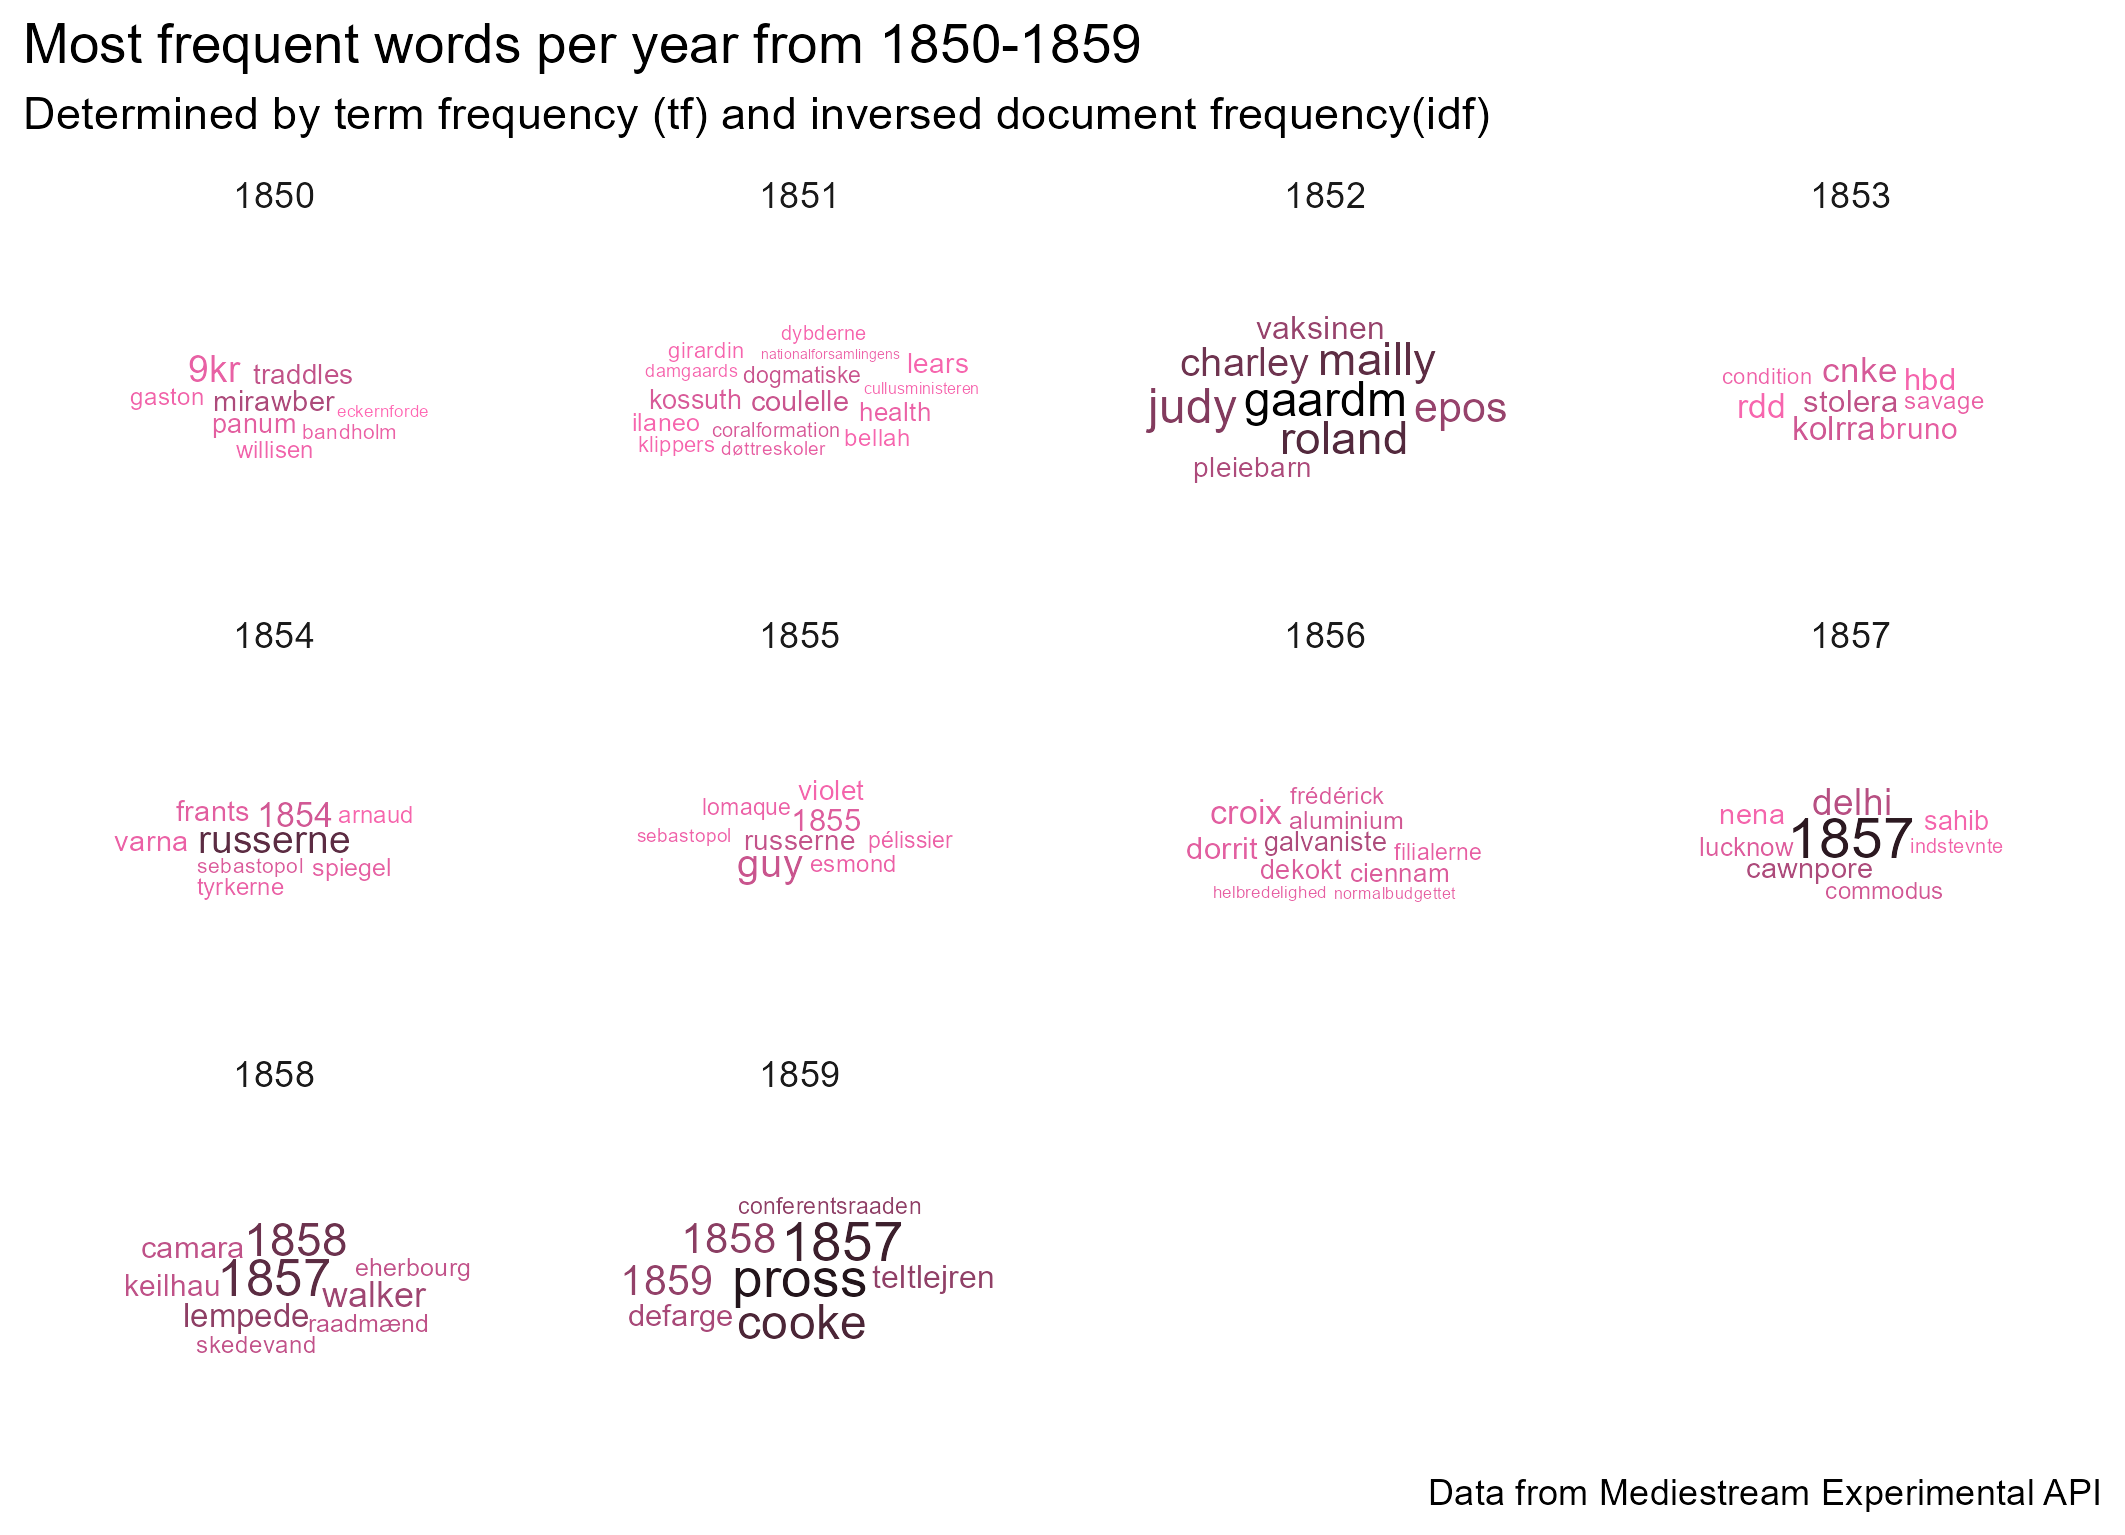 Most frequent words per year from 1850-1859
Determined by term frequency (tf) and inversed document frequency(idf)
1850
9kr traddles
gaston mirawber eckernforde
panum bandholm
willisen
1851
dybderne
girardin nationalforsamlingens lears
damgaards dogmatiske cullusministeren
kossuth coulelle health
ilaneo coralformation bellah
klippers døttreskoler
1852
vaksinen
charley mailly
judy gaardm epos
roland
pleiebarn
1853
condition cnke hbd
rdd stolera savage
kolrra bruno
1854
frants 1854 arnaud
varna russerne
sebastopol spiegel
tyrkerne
1855
violet
lomaque 1855
sebastopol russerne pélissier
guy esmond
1856
frédérick
croix aluminium
dorrit galvaniste filialerne
dekokt ciennam
helbredelighed normalbudgettet
1857
delhi
nena 1857 sahib
lucknow indstevnte
cawnpore
commodus
1858
camara 1858
keilhau 1857 eherbourg
walker
lempede raadmænd
skedevand
1859
conferentsraaden
1858 1857
1859 pross teltlejren
defarge cooke
Data from Mediestream Experimental API